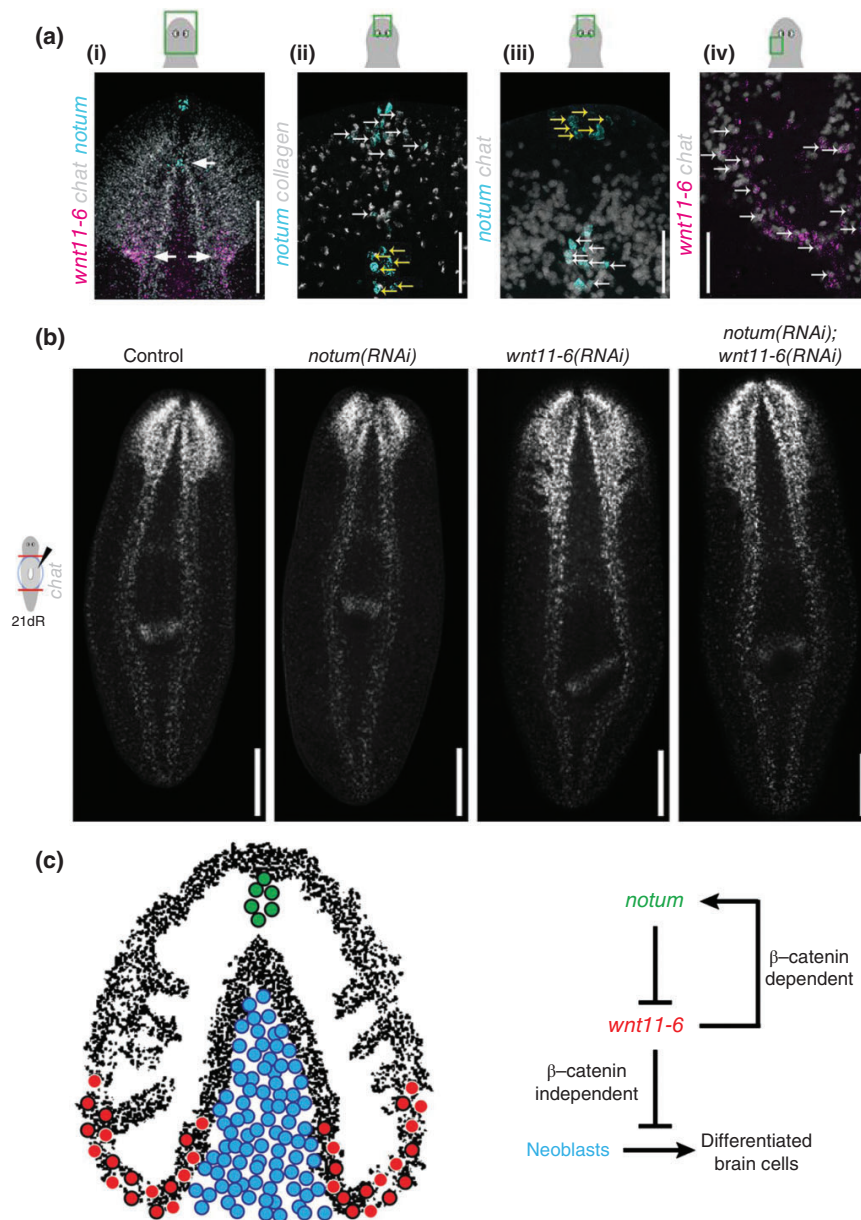 (a)
(i)
(ii)
(iii)
(iv)
wnt11-6 chat notum
notum collagen
notum chat
wnt11-6 chat
(b)
Control
notum(RNAi)
wnt11-6(RNAi)
notum(RNAi);
wnt11-6(RNAi)
21dR
chat
(c)
notum
β–catenin
dependent
wnt11-6
β–catenin
independent
Neoblasts
Differentiated
brain cells